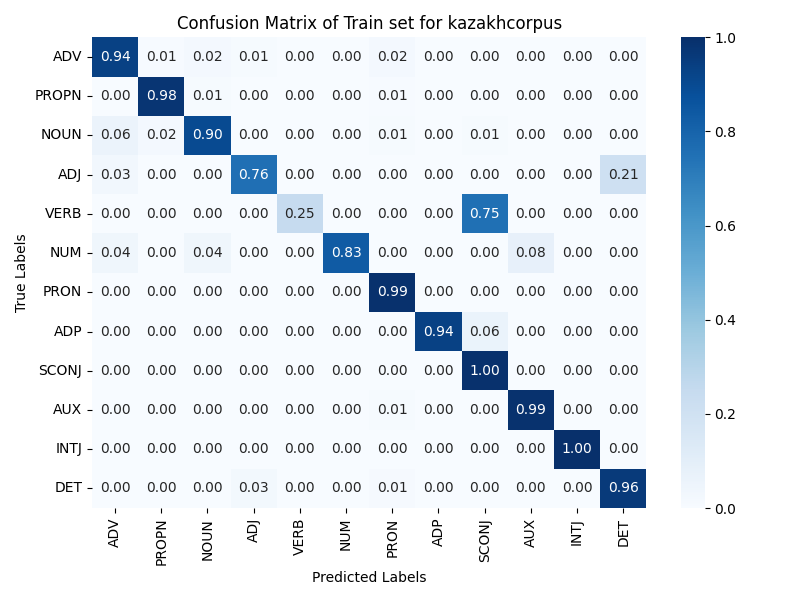 Confusion Matrix of Train set for kazakhcorpus
True Labels
ADV 0.94 0.01 0.02 0.01 0.00 0.00 0.02 0.00 0.00 0.00 0.00 0.00
PROPN 0.00 0.98 0.01 0.00 0.00 0.00 0.01 0.00 0.00 0.00 0.00 0.00
NOUN 0.06 0.02 0.90 0.00 0.00 0.00 0.01 0.00 0.01 0.00 0.00 0.00
ADJ 0.03 0.00 0.00 0.76 0.00 0.00 0.00 0.00 0.00 0.00 0.00 0.21
VERB 0.00 0.00 0.00 0.00 0.25 0.00 0.00 0.00 0.75 0.00 0.00 0.00
NUM 0.04 0.00 0.04 0.00 0.00 0.83 0.00 0.00 0.00 0.08 0.00 0.00
PRON 0.00 0.00 0.00 0.00 0.00 0.00 0.99 0.00 0.00 0.00 0.00 0.00
ADP 0.00 0.00 0.00 0.00 0.00 0.00 0.00 0.94 0.06 0.00 0.00 0.00
SCONJ 0.00 0.00 0.00 0.00 0.00 0.00 0.00 0.00 1.00 0.00 0.00 0.00
AUX 0.00 0.00 0.00 0.00 0.00 0.00 0.01 0.00 0.00 0.99 0.00 0.00
INTJ 0.00 0.00 0.00 0.00 0.00 0.00 0.00 0.00 0.00 0.00 1.00 0.00
DET 0.00 0.00 0.00 0.03 0.00 0.00 0.01 0.00 0.00 0.00 0.00 0.96
ADV PROPN NOUN ADJ VERB NUM PRON ADP SCONJ AUX INTJ DET
Predicted Labels
1.0
0.8
0.6
0.4
0.2
0.0